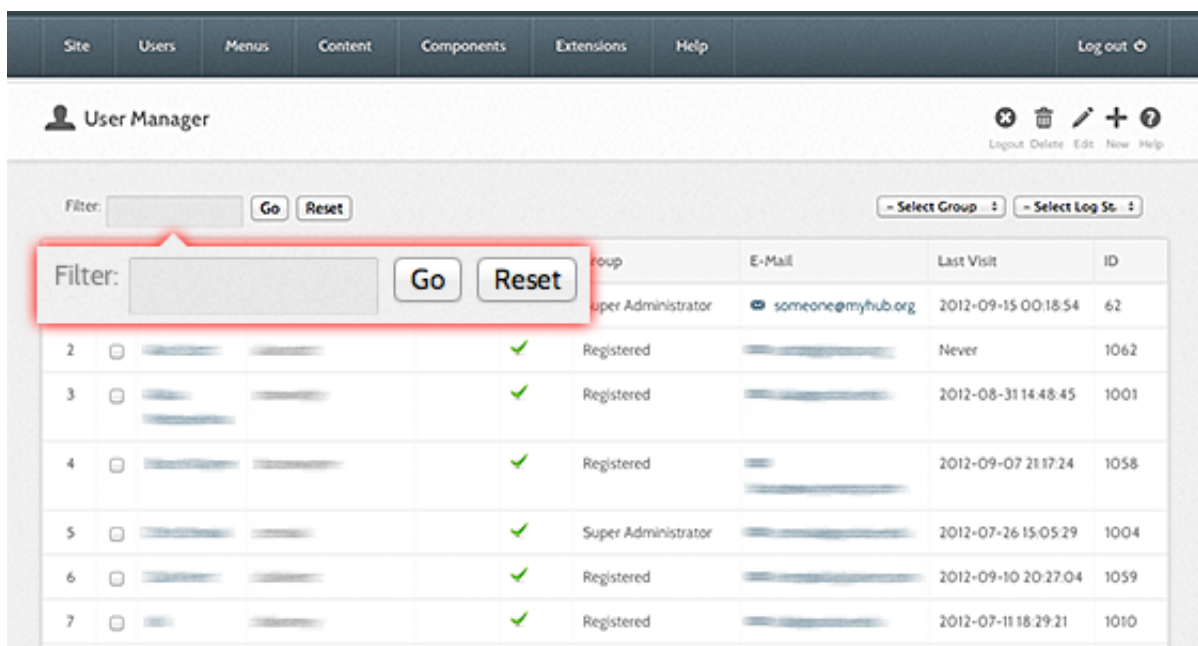 Site Users Menus Content Components Extensions Help Log out
User Manager
Logout Delete Edit New Help
Filter: Go Reset - Select Group - Select Log St
Filter: Go Reset
roup E-Mail Last Visit ID
uper Administrator someone@myhub.org 2012-09-15 00:18:54 62
2 Registered Never 1062
3 Registered 2012-08-31 14:48:45 1001
4 Registered 2012-09-07 21:17:24 1058
5 Super Administrator 2012-07-26 15:05:29 1004
6 Registered 2012-09-10 20:27:04 1059
7 Registered 2012-07-11 18:29:21 1010